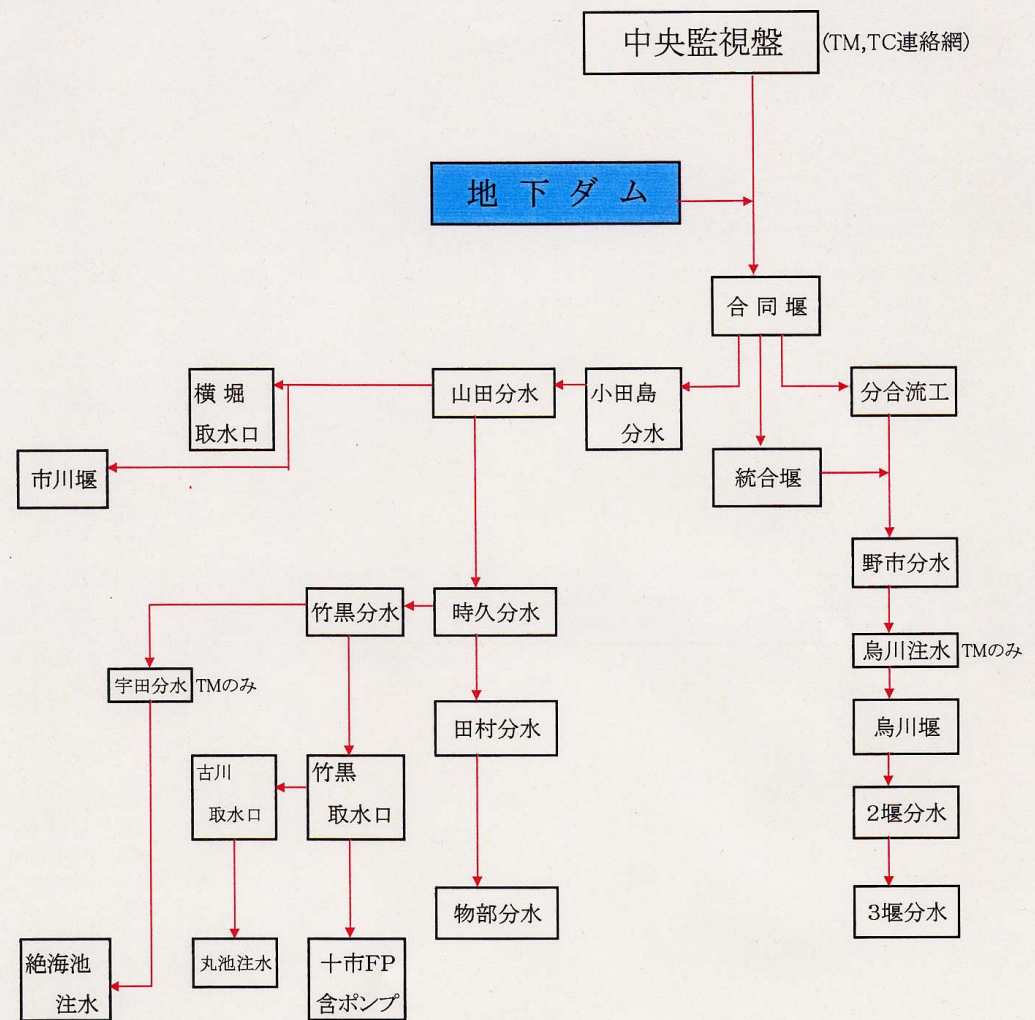 中央監視盤
(TM,TC連絡網)
地下ダム
合同堰
横堀
取水口
山田分水
小田島
分水
分合流工
市川堰
統合堰
野市分水
竹黒分水
時久分水
烏川注水
TMのみ
宇田分水
TMのみ
田村分水
烏川堰
古川
取水口
竹黒
取水口
2堰分水
物部分水
3堰分水
絶海池
注水
丸池注水
十市FP
含ポンプ